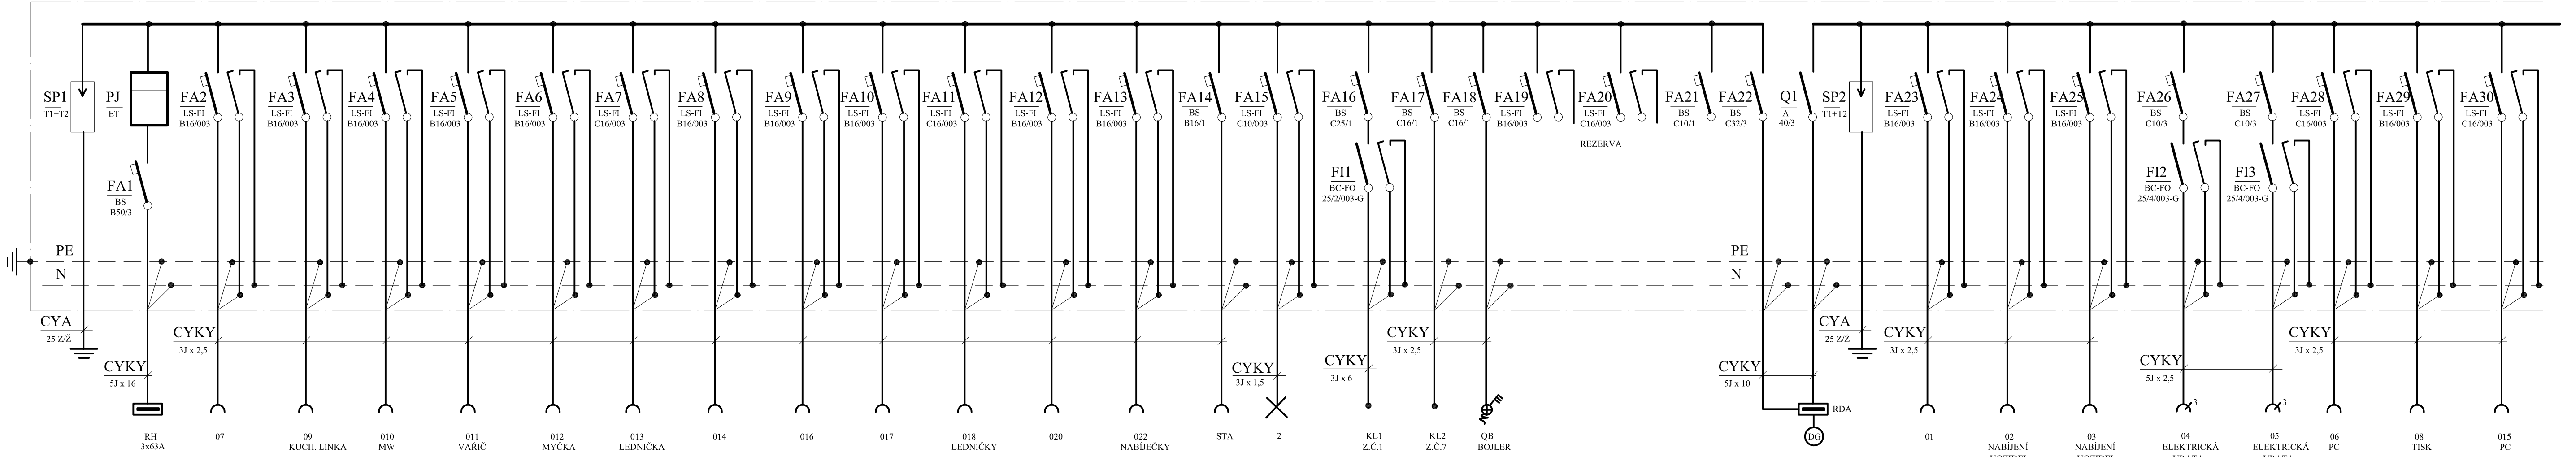 SP1
T1+T2
PJ
ET
FA1
BS
B50/3
FA2
LS-FI
B16/003
FA3
LS-FI
B16/003
FA4
LS-FI
B16/003
FA5
LS-FI
B16/003
FA6
LS-FI
B16/003
FA7
LS-FI
C16/003
FA8
LS-FI
B16/003
FA9
LS-FI
B16/003
FA10
LS-FI
B16/003
FA11
LS-FI
C16/003
FA12
LS-FI
B16/003
FA13
LS-FI
B16/003
FA14
BS
B16/1
FA15
LS-FI
C10/003
FA16
BS
C25/1
FI1
BC-FO
25/2/003-G
FA17
BS
C16/1
FA18
BS
C16/1
FA19
LS-FI
B16/003
FA20
LS-FI
C16/003
REZERVA
FA21
BS
C10/1
FA22
BS
C32/3
Q1
A
40/3
SP2
T1+T2
FA23
LS-FI
B16/003
FA24
LS-FI
B16/003
FA25
LS-FI
B16/003
FA26
BS
C10/3
FI2
BC-FO
25/4/003-G
FA27
BS
C10/3
FI3
BC-FO
25/4/003-G
FA28
LS-FI
C16/003
FA29
LS-FI
B16/003
FA30
LS-FI
C16/003
PE
N
PE
N
CYA
25 Z/Ž
CYKY
5J x 16
CYKY
3J x 2,5
CYKY
3J x 1,5
CYKY
3J x 6
CYKY
3J x 2,5
CYKY
5J x 10
CYA
25 Z/Ž
CYKY
3J x 2,5
CYKY
5J x 2,5
CYKY
3J x 2,5
RDA
DG
3
3
RH
3x63A
07
09
KUCH. LINKA
010
MW
011
VAŘIČ
012
MYČKA
013
LEDNIČKA
014
016
017
018
LEDNIČKY
020
022
NABÍJEČKY
STA
2
KL1
Z.Č.1
KL2
Z.Č.7
QB
BOJLER
01
02
NABÍJENÍ
03
NABÍJENÍ
04
ELEKTRICKÁ
05
ELEKTRICKÁ
06
PC
08
TISK
015
PC